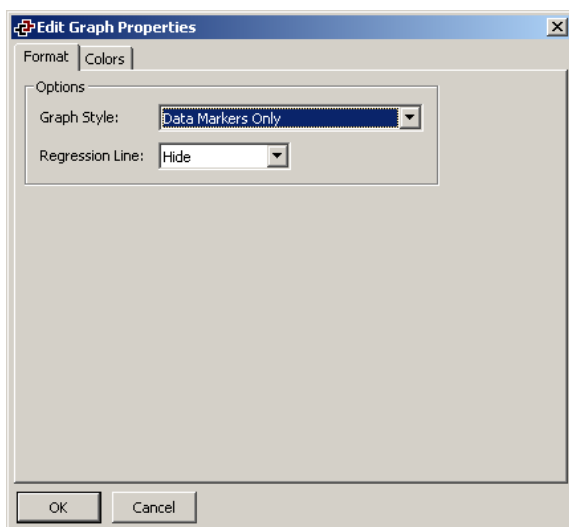 Edit Graph Properties
Format Colors
Options
Graph Style: Data Markers Only
Regression Line: Hide
OK Cancel